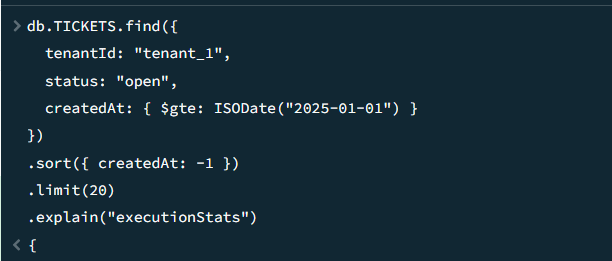 > db.TICKETS.find({
    tenantId: "tenant_1",
    status: "open",
    createdAt: { $gte: ISODate("2025-01-01") }
  })
  .sort({ createdAt: -1 })
  .limit(20)
  .explain("executionStats")
< {